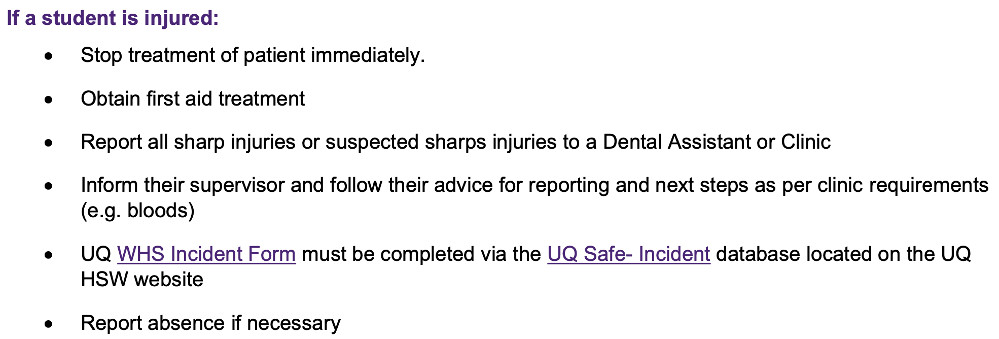 If a student is injured:
• Stop treatment of patient immediately.
• Obtain first aid treatment
• Report all sharp injuries or suspected sharps injuries to a Dental Assistant or Clinic
• Inform their supervisor and follow their advice for reporting and next steps as per clinic requirements
(e.g. bloods)
• UQ WHS Incident Form must be completed via the UQ Safe- Incident database located on the UQ
HSW website
• Report absence if necessary